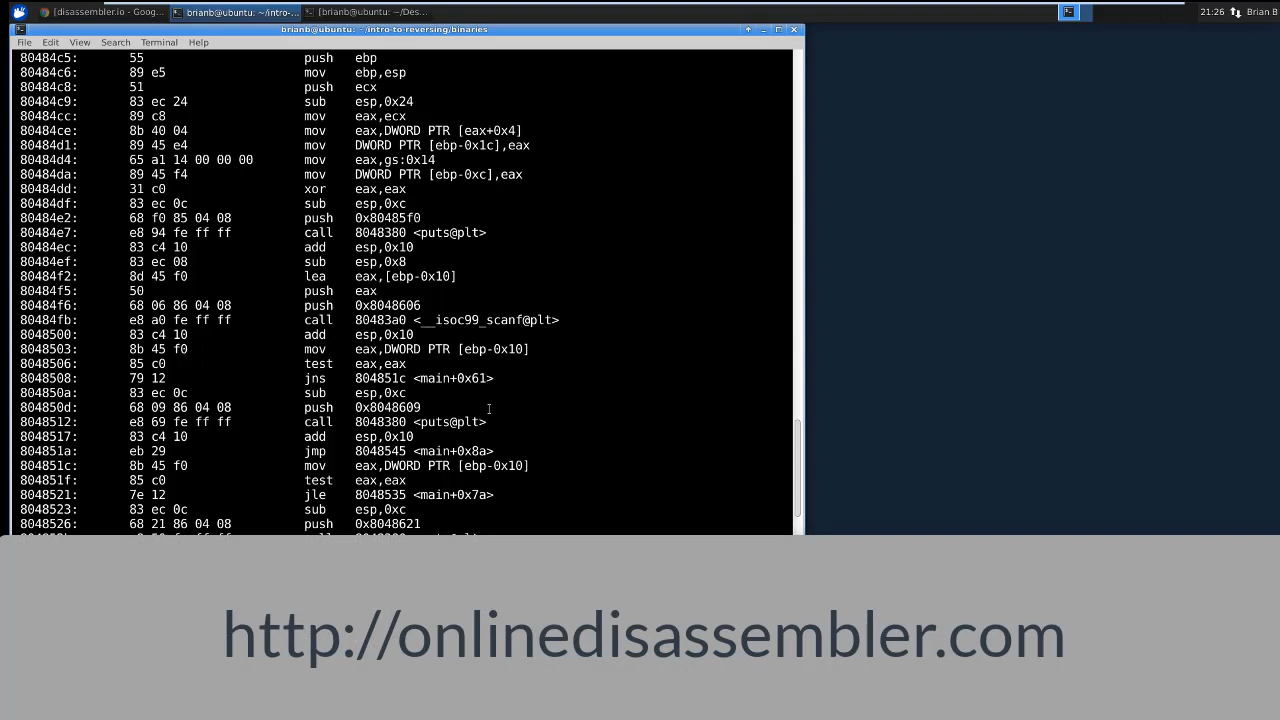 [disassembler.io - Goog...
brianb@ubuntu: ~/intro-...
[brianb@ubuntu: ~/Des...
21:26
Brian B
brianb@ubuntu: ~/intro-to-reversing/binaries
File Edit View Search Terminal Help
80484c5: 55 push ebp
80484c6: 89 e5 mov ebp,esp
80484c8: 51 push ecx
80484c9: 83 ec 24 sub esp,0x24
80484cc: 89 c8 mov eax,ecx
80484ce: 8b 40 04 mov eax,DWORD PTR [eax+0x4]
80484d1: 89 45 e4 mov DWORD PTR [ebp-0x1c],eax
80484d4: 65 a1 14 00 00 00 mov eax,gs:0x14
80484da: 89 45 f4 mov DWORD PTR [ebp-0xc],eax
80484dd: 31 c0 xor eax,eax
80484df: 83 ec 0c sub esp,0xc
80484e2: 68 f0 85 04 08 push 0x80485f0
80484e7: e8 94 fe ff ff call 8048380 <puts@plt>
80484ec: 83 c4 10 add esp,0x10
80484ef: 83 ec 08 sub esp,0x8
80484f2: 8d 45 f0 lea eax,[ebp-0x10]
80484f5: 50 push eax
80484f6: 68 06 86 04 08 push 0x8048606
80484fb: e8 a0 fe ff ff call 80483a0 <__isoc99_scanf@plt>
8048500: 83 c4 10 add esp,0x10
8048503: 8b 45 f0 mov eax,DWORD PTR [ebp-0x10]
8048506: 85 c0 test eax,eax
8048508: 79 12 jns 804851c <main+0x61>
804850a: 83 ec 0c sub esp,0xc
804850d: 68 09 86 04 08 push 0x8048609
8048512: e8 69 fe ff ff call 8048380 <puts@plt>
8048517: 83 c4 10 add esp,0x10
804851a: eb 29 jmp 8048545 <main+0x8a>
804851c: 8b 45 f0 mov eax,DWORD PTR [ebp-0x10]
804851f: 85 c0 test eax,eax
8048521: 7e 12 jle 8048535 <main+0x7a>
8048523: 83 ec 0c sub esp,0xc
8048526: 68 21 86 04 08 push 0x8048621
http://onlinedisassembler.com